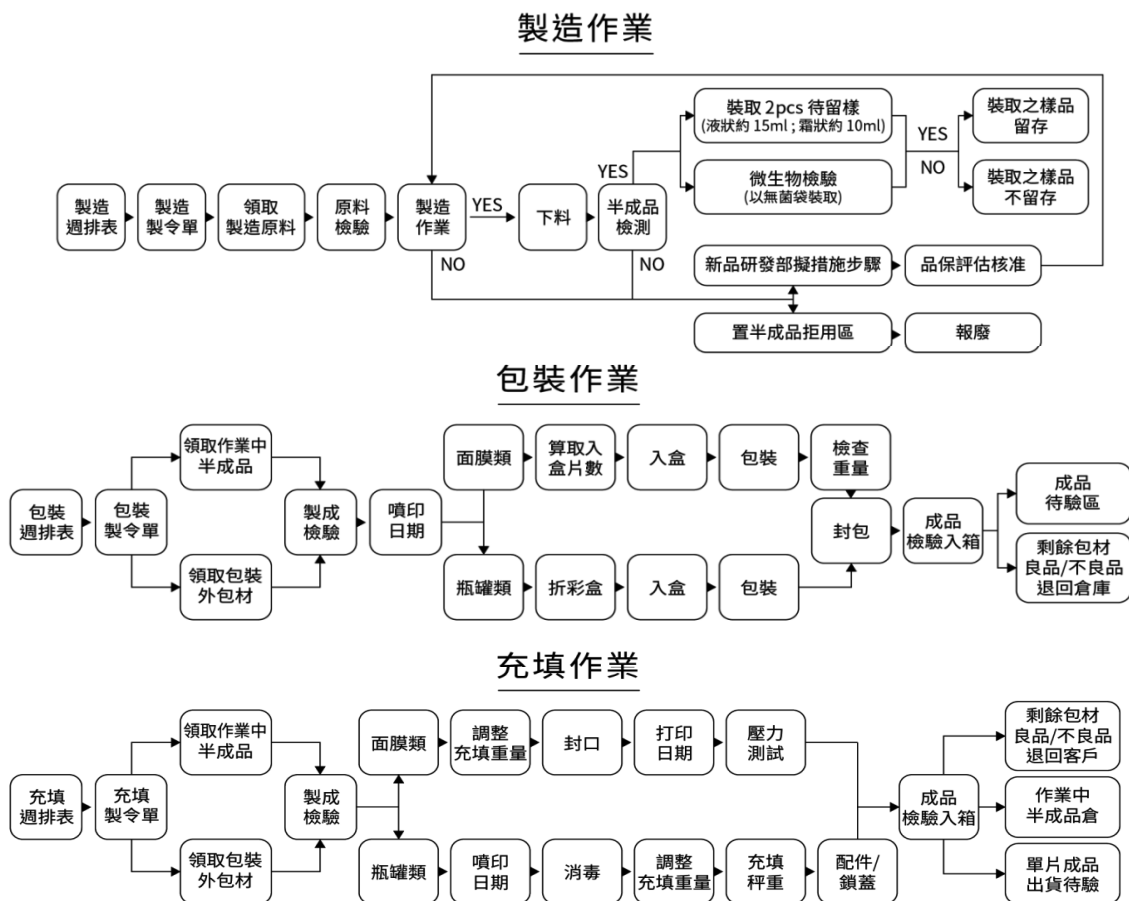 製造作業
製造
週排表
製造
製令單
領取
製造原料
原料
檢驗
製造
作業
YES
NO
下料
半成品
檢測
YES
NO
裝取 2pcs 待留樣
(液狀約 15ml ; 霜狀約 10ml)
微生物檢驗
(以無菌袋裝取)
YES
NO
裝取之樣品
留存
裝取之樣品
不留存
新品研發部擬措施步驟
品保評估核准
置半成品拒用區
報廢
包裝作業
包裝
週排表
包裝
製令單
領取作業中
半成品
領取包裝
外包材
製成
檢驗
噴印
日期
面膜類
算取入
盒片數
入盒
包裝
檢查
重量
瓶罐類
折彩盒
入盒
包裝
封包
成品
檢驗入箱
成品
待驗區
剩餘包材
良品/不良品
退回倉庫
充填作業
充填
週排表
充填
製令單
領取作業中
半成品
領取包裝
外包材
製成
檢驗
面膜類
調整
充填重量
封口
打印
日期
壓力
測試
瓶罐類
噴印
日期
消毒
調整
充填重量
充填
秤重
配件/
鎖蓋
成品
檢驗入箱
剩餘包材
良品/不良品
退回客戶
作業中
半成品倉
單片成品
出貨待驗